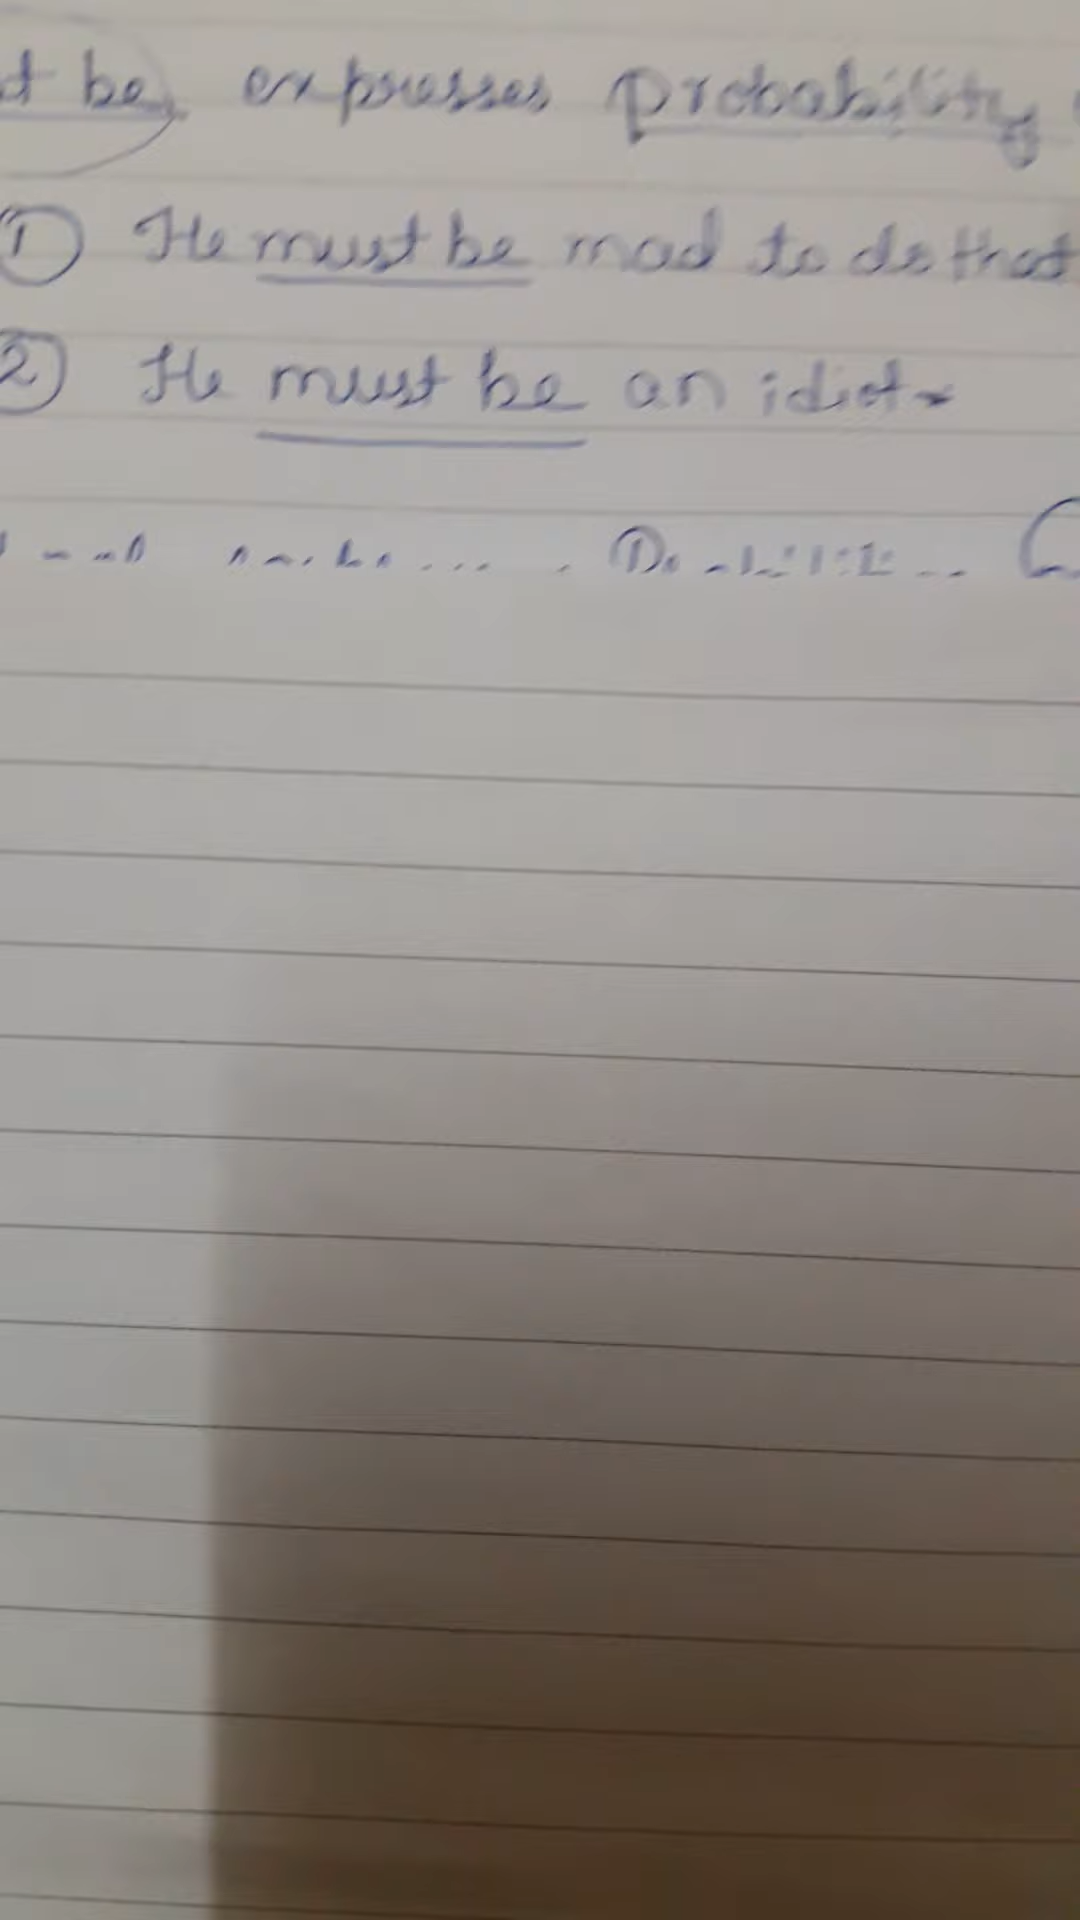 be, expresses probability
① He must be mad to do that
② He must be an idiot